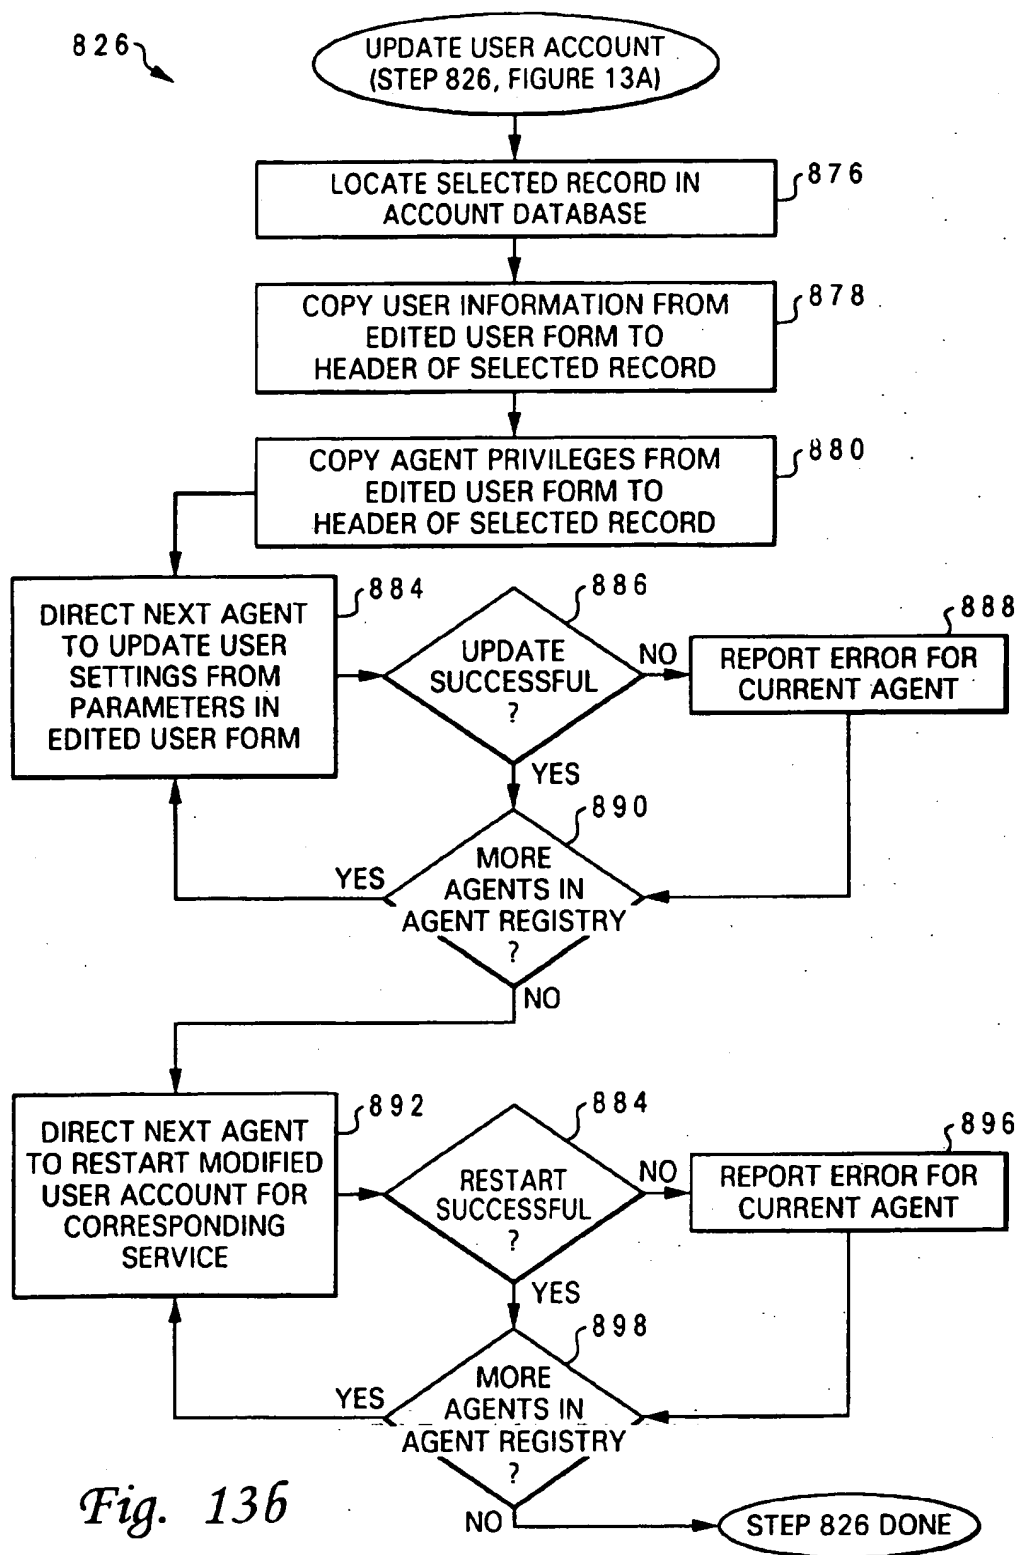 826
UPDATE USER ACCOUNT
(STEP 826, FIGURE 13A)
LOCATE SELECTED RECORD IN
ACCOUNT DATABASE
876
COPY USER INFORMATION FROM
EDITED USER FORM TO
HEADER OF SELECTED RECORD
878
COPY AGENT PRIVILEGES FROM
EDITED USER FORM TO
HEADER OF SELECTED RECORD
880
DIRECT NEXT AGENT
TO UPDATE USER
SETTINGS FROM
PARAMETERS IN
EDITED USER FORM
884
UPDATE
SUCCESSFUL
?
886
NO
REPORT ERROR FOR
CURRENT AGENT
888
YES
MORE
AGENTS IN
AGENT REGISTRY
?
890
YES
NO
DIRECT NEXT AGENT
TO RESTART MODIFIED
USER ACCOUNT FOR
CORRESPONDING
SERVICE
892
RESTART
SUCCESSFUL
?
884
NO
REPORT ERROR FOR
CURRENT AGENT
896
YES
MORE
AGENTS IN
AGENT REGISTRY
?
898
YES
NO
STEP 826 DONE
Fig. 13b